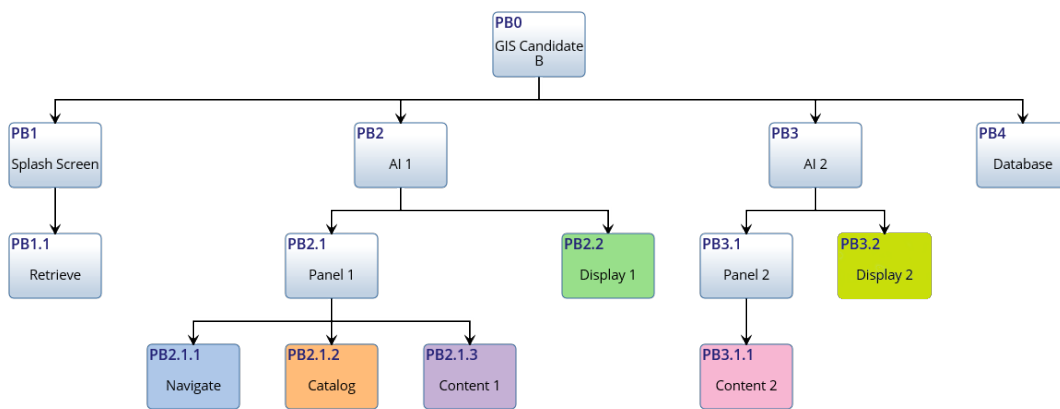 PB0
GIS Candidate
B
PB1
Splash Screen
PB2
AI 1
PB3
AI 2
PB4
Database
PB1.1
Retrieve
PB2.1
Panel 1
PB2.2
Display 1
PB3.1
Panel 2
PB3.2
Display 2
PB2.1.1
Navigate
PB2.1.2
Catalog
PB2.1.3
Content 1
PB3.1.1
Content 2